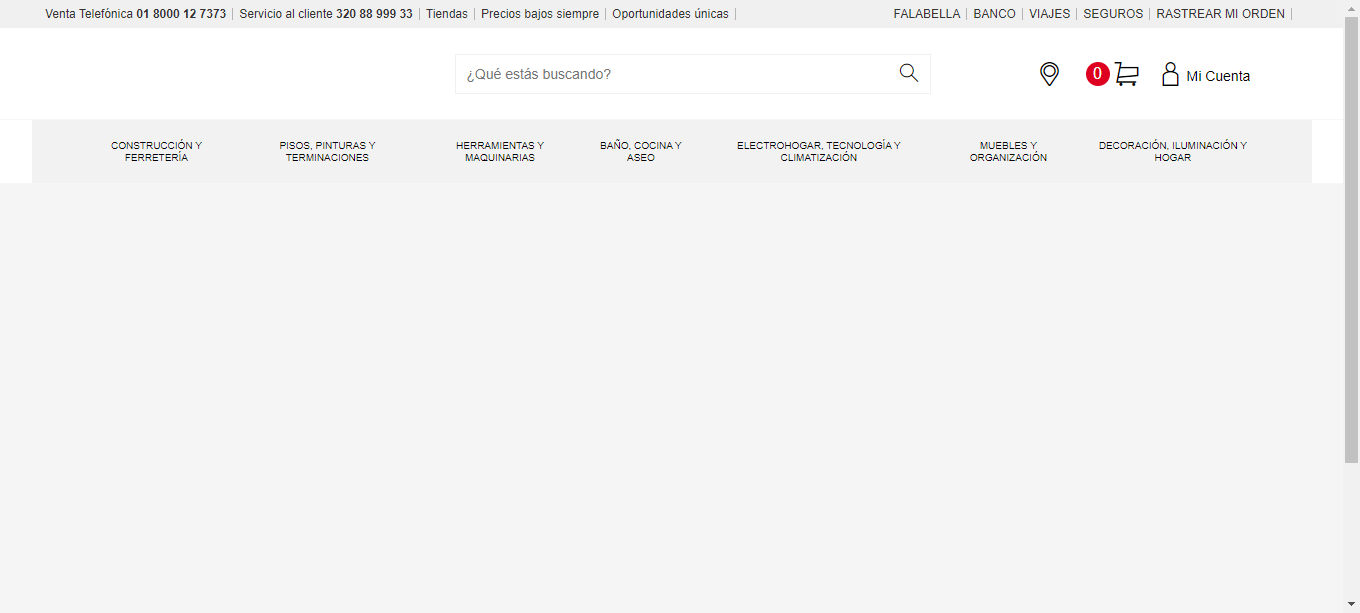 Venta Telefónica 01 8000 12 7373 Servicio al cliente 320 88 999 33 Tiendas Precios bajos siempre Oportunidades únicas FALABELLA BANCO VIAJES SEGUROS RASTREAR MI ORDEN
¿Qué estás buscando?
0
Mi Cuenta
CONSTRUCCIÓN Y
FERRETERÍA
PISOS, PINTURAS Y
TERMINACIONES
HERRAMIENTAS Y
MAQUINARIAS
BAÑO, COCINA Y
ASEO
ELECTROHOGAR, TECNOLOGÍA Y
CLIMATIZACIÓN
MUEBLES Y
ORGANIZACIÓN
DECORACIÓN, ILUMINACIÓN Y
HOGAR